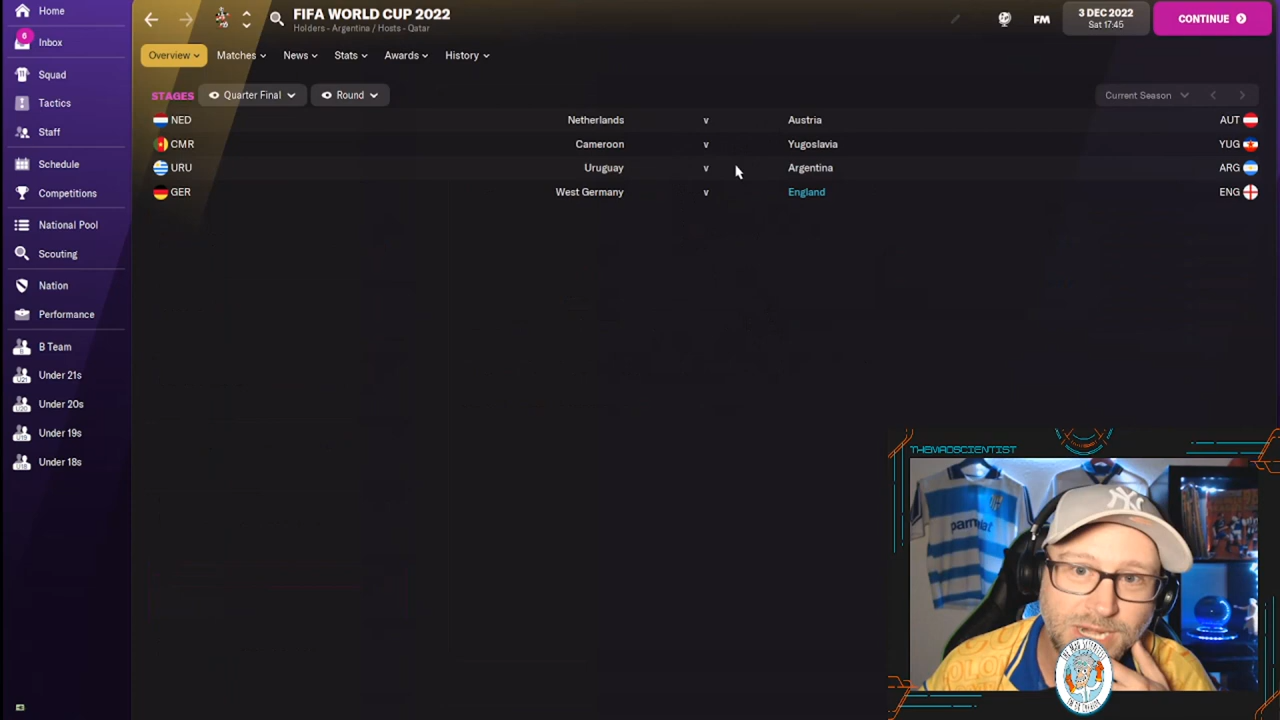 Home
6
Inbox
Squad
Tactics
Staff
Schedule
Competitions
National Pool
Scouting
Nation
Performance
B Team
Under 21s
Under 20s
Under 19s
Under 18s
FIFA WORLD CUP 2022
Holders - Argentina / Hosts - Qatar
FM
3 DEC 2022
Sat 17:45
CONTINUE
Overview
Matches
News
Stats
Awards
History
STAGES
Quarter Final
Round
Current Season
NED Netherlands v Austria AUT
CMR Cameroon v Yugoslavia YUG
URU Uruguay v Argentina ARG
GER West Germany v England ENG
THEMADSCIENTIST
parmalat
NY